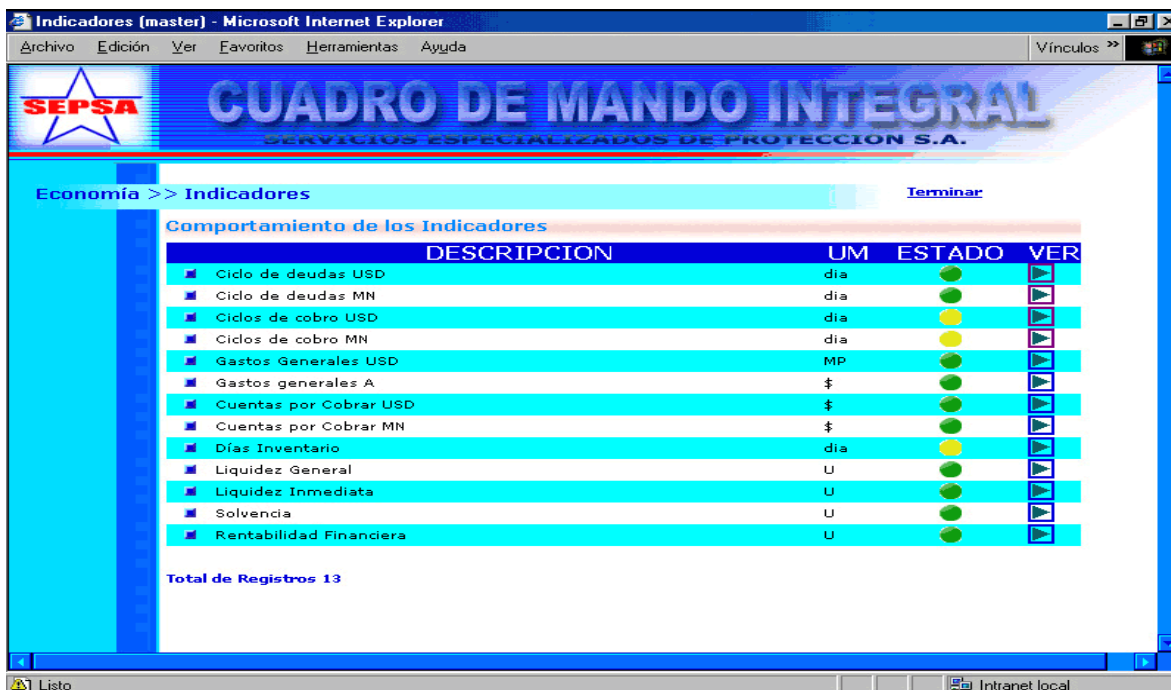 Indicadores (master) - Microsoft Internet Explorer
Archivo Edición Ver Favoritos Herramientas Ayuda Vínculos »
SEPSA
CUADRO DE MANDO INTEGRAL
SERVICIOS ESPECIALIZADOS DE PROTECCION S.A.
Economía >> Indicadores Terminar
Comportamiento de los Indicadores
DESCRIPCION UM ESTADO VER
Ciclo de deudas USD dia
Ciclo de deudas MN dia
Ciclos de cobro USD dia
Ciclos de cobro MN dia
Gastos Generales USD MP
Gastos generales A $
Cuentas por Cobrar USD $
Cuentas por Cobrar MN $
Días Inventario dia
Liquidez General U
Liquidez Inmediata U
Solvencia U
Rentabilidad Financiera U
Total de Registros 13
Listo Intranet local